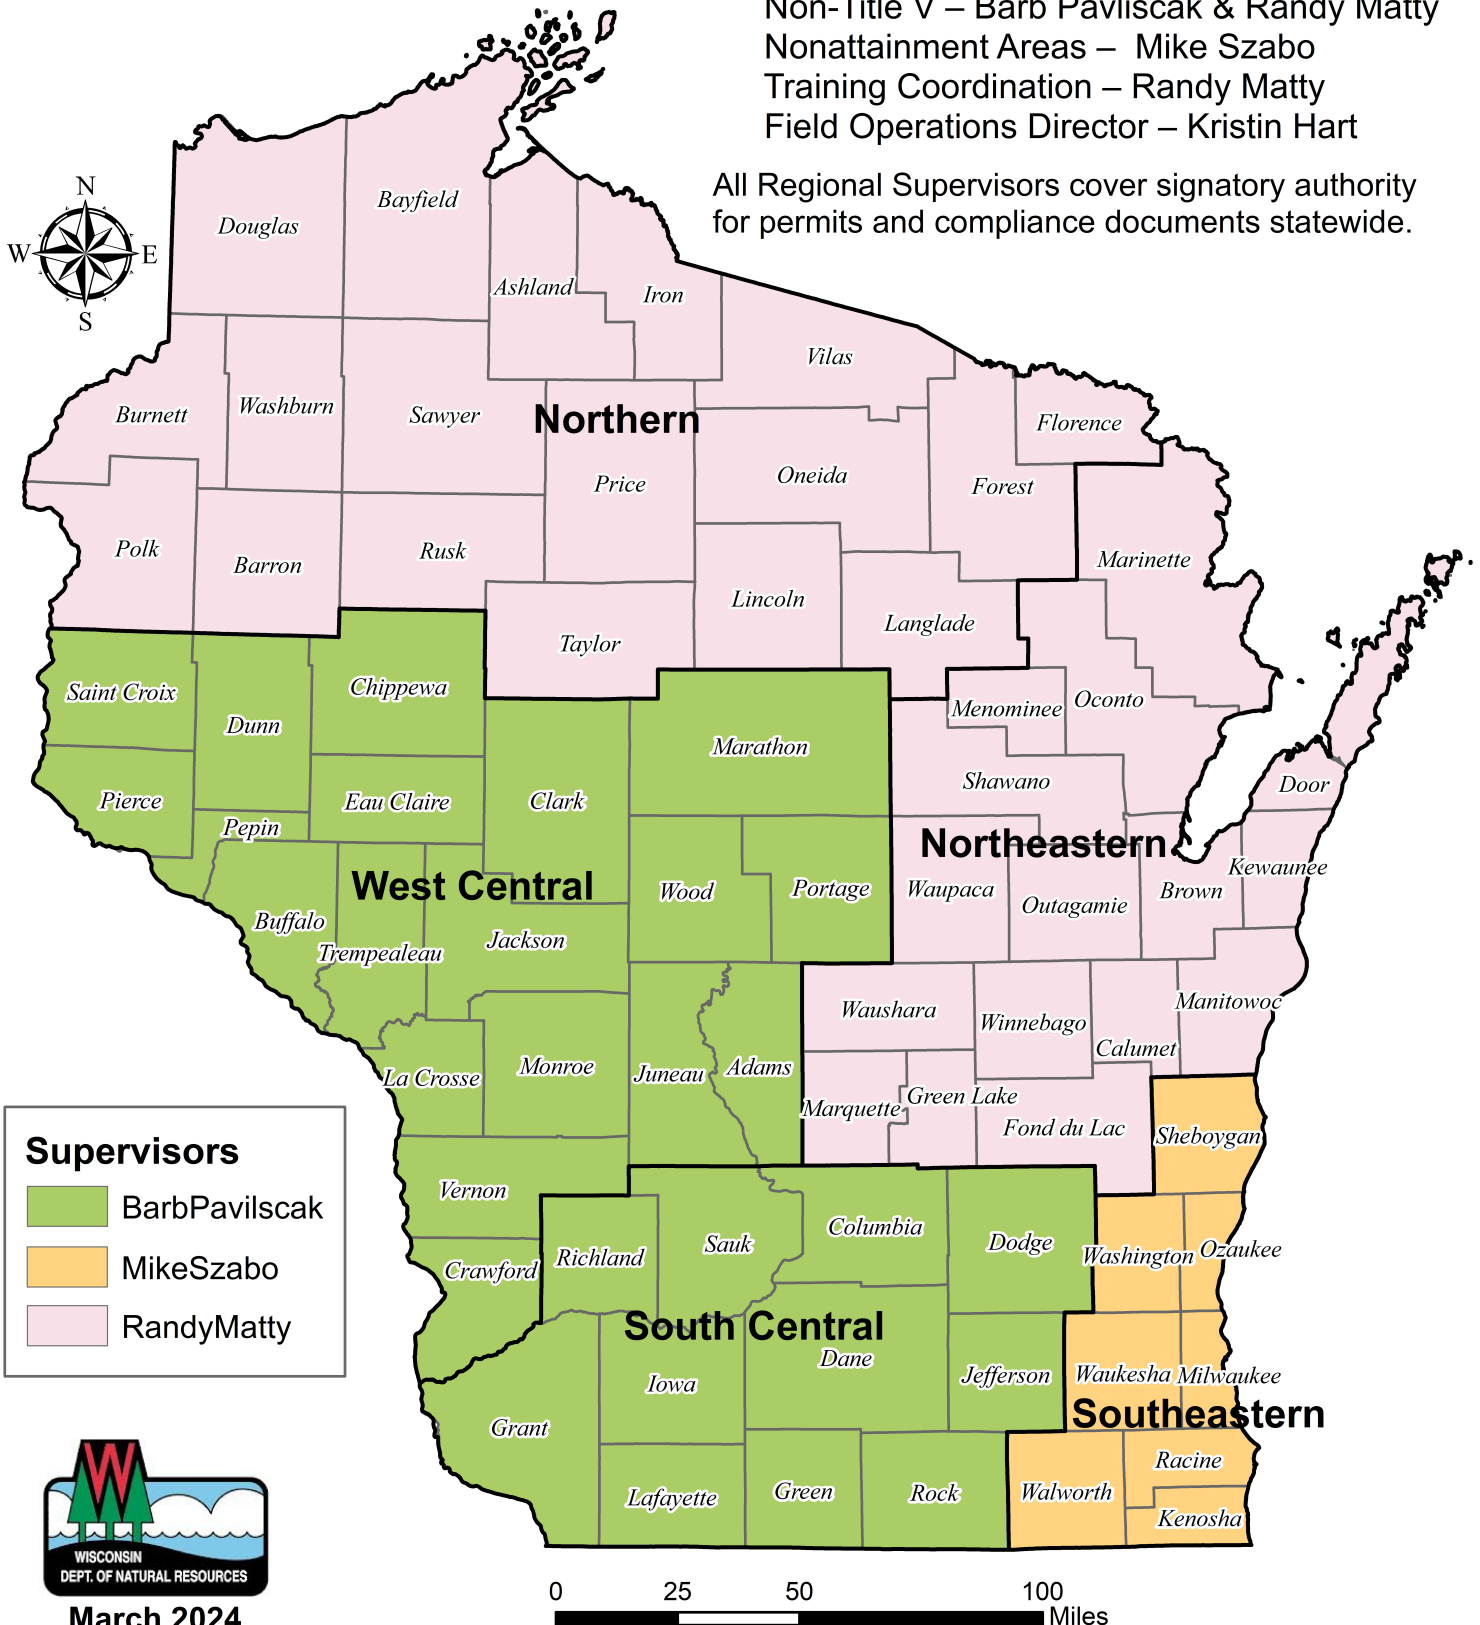 Non-Title V – Barb Pavliscak & Randy Matty
Nonattainment Areas – Mike Szabo
Training Coordination – Randy Matty
Field Operations Director – Kristin Hart
All Regional Supervisors cover signatory authority
for permits and compliance documents statewide.
N
W E
S
Douglas
Bayfield
Ashland
Iron
Vilas
Burnett
Washburn
Sawyer
Northern
Florence
Price
Oneida
Forest
Polk
Barron
Rusk
Marinette
Lincoln
Langlade
Taylor
Saint Croix
Dunn
Chippewa
Marathon
Menominee
Oconto
Shawano
Door
Pierce
Pepin
Eau Claire
Clark
Northeastern
West Central
Wood
Portage
Waupaca
Outagamie
Brown
Kewaunee
Buffalo
Trempealeau
Jackson
Waushara
Winnebago
Calumet
Manitowoc
La Crosse
Monroe
Juneau
Adams
Marquette
Green Lake
Fond du Lac
Sheboygan
Vernon
Crawford
Richland
Sauk
Columbia
Dodge
Washington
Ozaukee
South Central
Dane
Iowa
Jefferson
Waukesha
Milwaukee
Southeastern
Grant
Lafayette
Green
Rock
Walworth
Racine
Kenosha
Supervisors
BarbPavilscak
MikeSzabo
RandyMatty
W
WISCONSIN
DEPT. OF NATURAL RESOURCES
March 2024
0 25 50 100
Miles